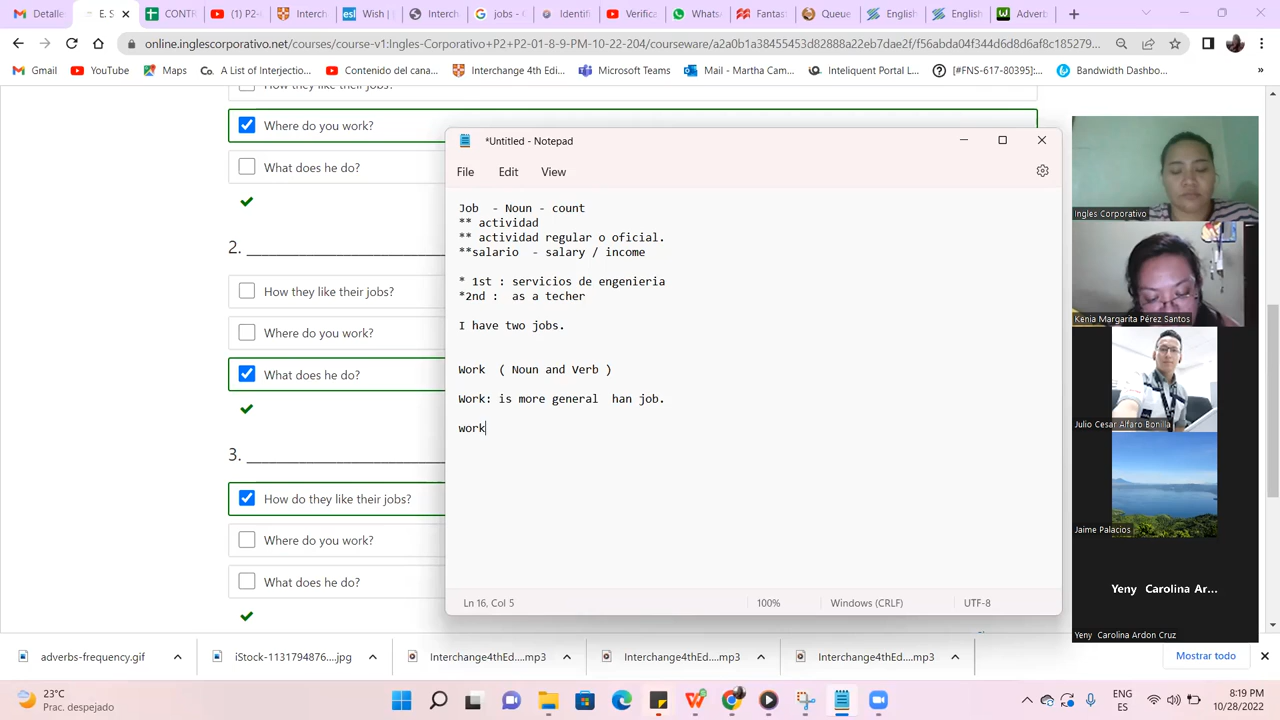 E. S
CONTR
(1) P2-
Interch
Wish |
Interch
jobs - G
Identif
Verifica
Whats
Fantas
Que
English
English
Adverb
online.inglescorporativo.net/courses/course-v1:Ingles-Corporativo+P2+P2-01-8-9-PM-10-22-204/courseware/a2a0b1a38455453d82888a22eb7dae2f/f56abda04f344d6d8d6af8c185279...
Gmail
YouTube
Maps
A List of Interjectio...
Contenido del cana...
Interchange 4th Edi...
Microsoft Teams
Mail - Martha Cam...
Inteliquent Portal L...
[#FNS-617-80395]:...
Bandwidth Dashbo...
»
How they like their jobs?
Where do you work?
What does he do?
2.
How they like their jobs?
Where do you work?
What does he do?
3.
How do they like their jobs?
Where do you work?
What does he do?
*Untitled - Notepad
File Edit View
Job - Noun - count
** actividad
** actividad regular o oficial.
**salario - salary / income
* 1st : servicios de engenieria
*2nd : as a techer
I have two jobs.
Work ( Noun and Verb )
Work: is more general han job.
work
Ln 16, Col 5
100%
Windows (CRLF)
UTF-8
Ingles Corporativo
Kenia Margarita Pérez Santos
Julio Cesar Alfaro Bonilla
Jaime Palacios
Yeny Carolina Ar...
Yeny Carolina Ardon Cruz
adverbs-frequency.gif
iStock-1131794876....jpg
Interchange4thEd....mp3
Interchange4thEd....mp3
Interchange4thEd....mp3
Mostrar todo
23°C
Prac. despejado
ENG
ES
8:19 PM
10/28/2022